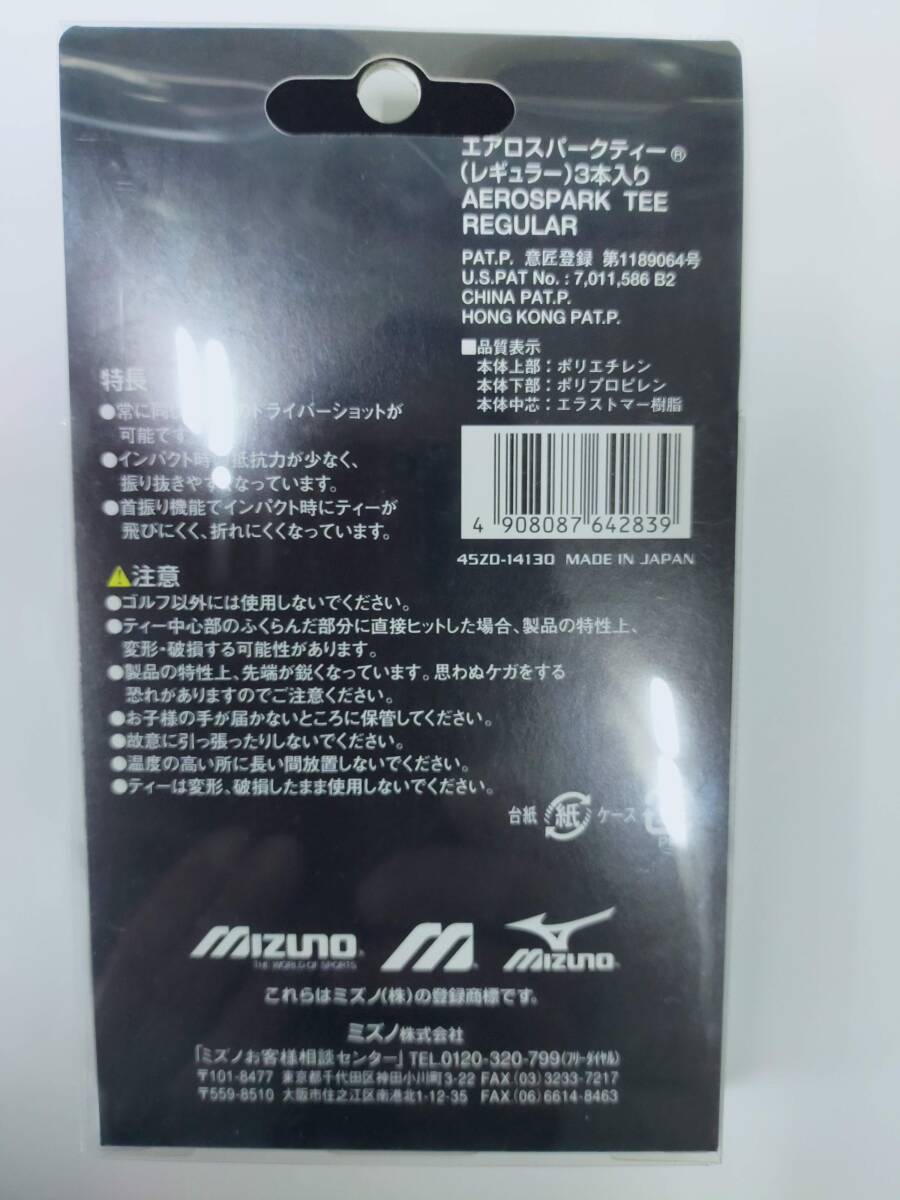 エアロスパークティー®
(レギュラー)3本入り
AEROSPARK TEE
REGULAR
PAT.P. 意匠登録 第1189064号
U.S.PAT No.:7,011,586 B2
CHINA PAT.P.
HONG KONG PAT.P.
■品質表示
本体上部:ポリエチレン
本体下部:ポリプロピレン
本体中芯:エラストマー樹脂
4 908087 642839
45ZD-14130 MADE IN JAPAN
特長
●常に同 ドライバーショットが
可能です
●インパクト時 抵抗力が少なく、
振り抜きやすくなっています。
●首振り機能でインパクト時にティーが
飛びにくく、折れにくくなっています。
⚠注意
●ゴルフ以外には使用しないでください。
●ティー中心部のふくらんだ部分に直接ヒットした場合、製品の特性上、
変形・破損する可能性があります。
●製品の特性上、先端が鋭くなっています。思わぬケガをする
恐れがありますのでご注意ください。
●お子様の手が届かないところに保管してください。
●故意に引っ張ったりしないでください。
●温度の高い所に長い間放置しないでください。
●ティーは変形、破損したまま使用しないでください。
台紙 紙 ケース
MIZUNO
THE WORLD OF SPORTS
MIZUNO
これらはミズノ(株)の登録商標です。
ミズノ株式会社
「ミズノお客様相談センター」TEL.0120-320-799(フリーダイヤル)
〒101-8477 東京都千代田区神田小川町3-22 FAX.(03)3233-7217
〒559-8510 大阪市住之江区南港北1-12-35 FAX.(06)6614-8463